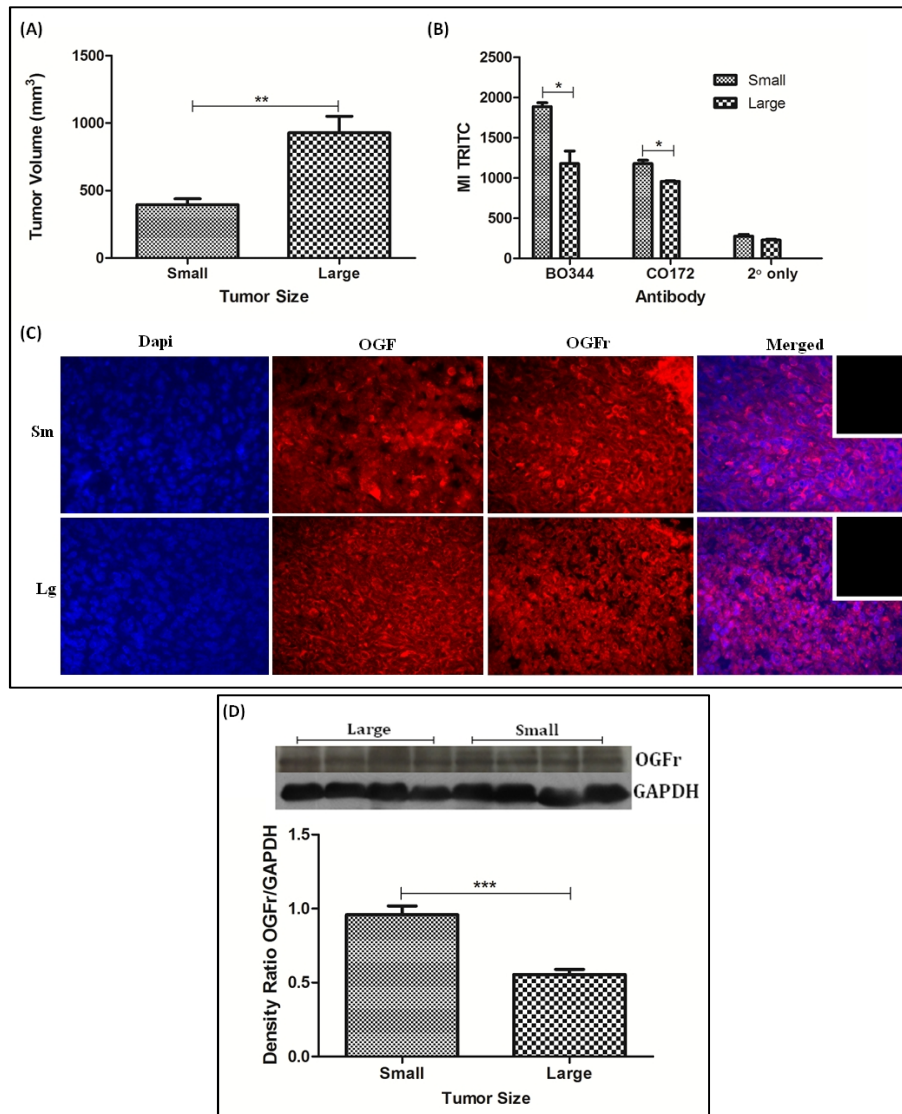 (A)
Tumor Volume (mm³)
1500
1000
500
0
**
Small Large
Tumor Size
(B)
MI TRITC
2500
2000
1500
1000
500
0
*
*
Small
Large
BO344 CO172 2° only
Antibody
(C)
Dapi OGF OGFr Merged
Sm
Lg
(D)
Large Small
OGFr
GAPDH
Density Ratio OGFr/GAPDH
1.5
1.0
0.5
0.0
***
Small Large
Tumor Size